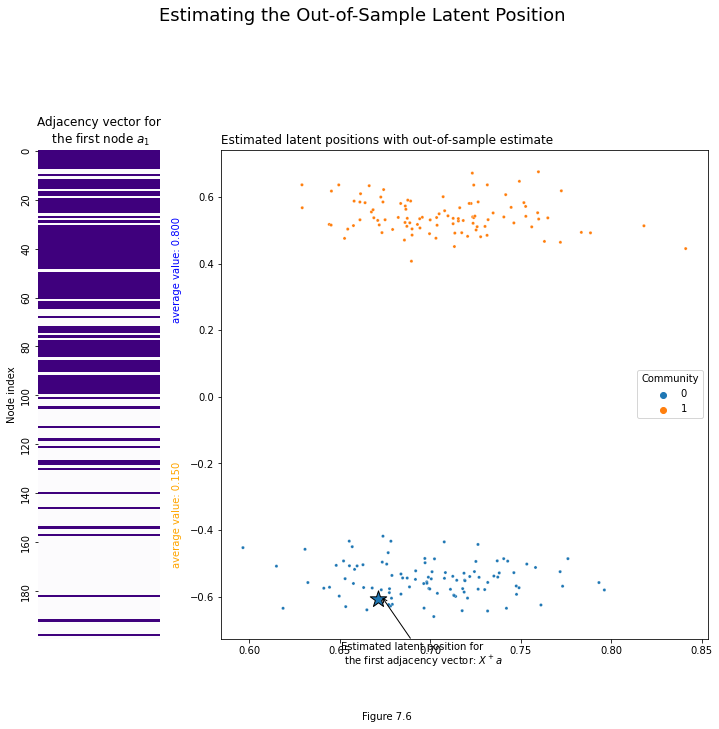 Estimating the Out-of-Sample Latent Position
Adjacency vector for
the first node a₁
Estimated latent positions with out-of-sample estimate
0
20
40
60
80
100
120
140
160
180
Node index
average value: 0.800
average value: 0.150
0.6
0.4
0.2
0.0
−0.2
−0.4
−0.6
Community
0
1
0.60
0.65
0.70
0.75
0.80
0.85
Estimated latent position for
the first adjacency vector: X⁺a
Figure 7.6